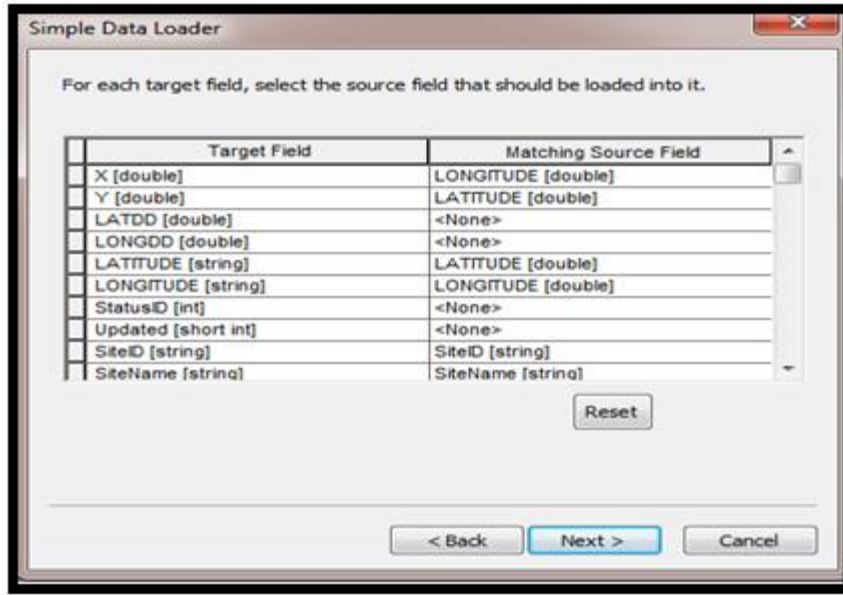 Simple Data Loader
For each target field, select the source field that should be loaded into it.
Target Field Matching Source Field
X [double] LONGITUDE [double]
Y [double] LATITUDE [double]
LATDD [double] <None>
LONGDD [double] <None>
LATITUDE [string] LATITUDE [double]
LONGITUDE [string] LONGITUDE [double]
StatusID [int] <None>
Updated [short int] <None>
SiteID [string] SiteID [string]
SiteName [string] SiteName [string]
Reset
< Back Next > Cancel